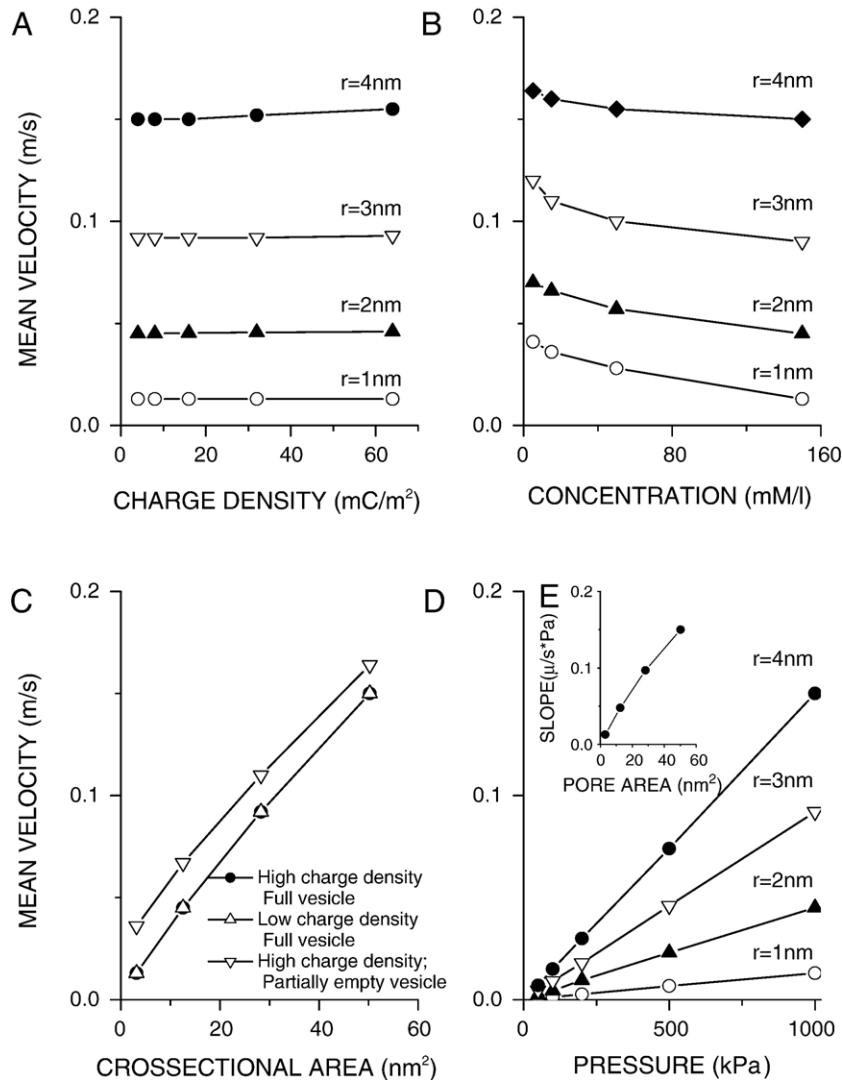 A
0.2
0.1
0.0
MEAN VELOCITY (m/s)
r=4nm
r=3nm
r=2nm
r=1nm
0
20
40
60
CHARGE DENSITY (mC/m²)
B
0.2
0.1
0.0
r=4nm
r=3nm
r=2nm
r=1nm
0
80
160
CONCENTRATION (mM/l)
C
0.2
0.1
0.0
MEAN VELOCITY (m/s)
High charge density
Full vesicle
Low charge density
Full vesicle
High charge density;
Partially empty vesicle
0
20
40
60
CROSSECTIONAL AREA (nm²)
D
0.2
0.1
0.0
E
0.2
0.1
0.0
SLOPE(μ/s*Pa)
0
20
40
60
PORE AREA (nm²)
r=4nm
r=3nm
r=2nm
r=1nm
0
500
1000
PRESSURE (kPa)